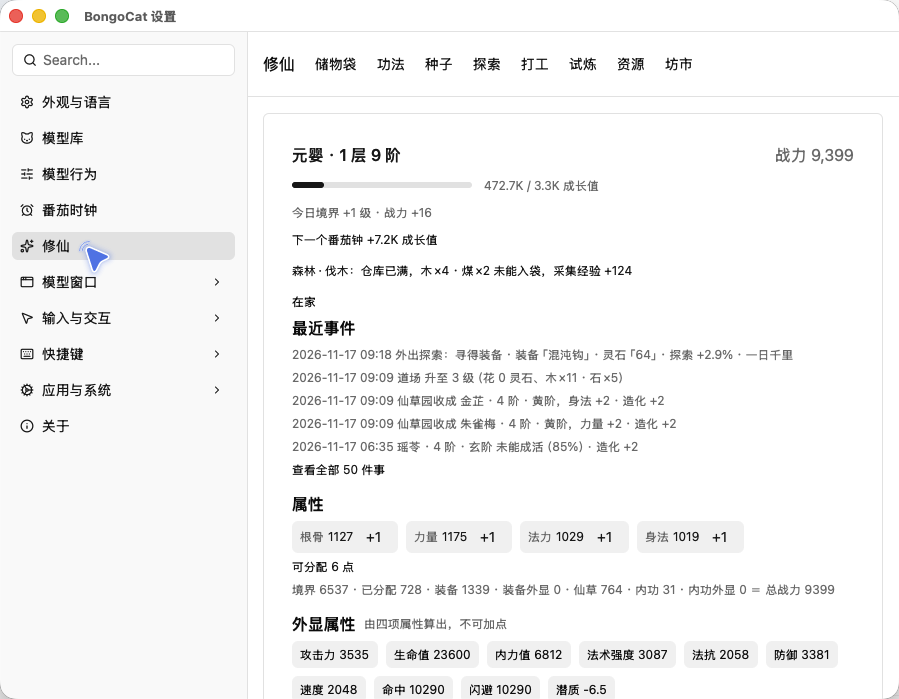 BongoCat 设置
Search...
外观与语言
模型库
模型行为
番茄时钟
修仙
模型窗口
输入与交互
快捷键
应用与系统
关于
修仙 储物袋 功法 种子 探索 打工 试炼 资源 坊市
元婴 · 1 层 9 阶 战力 9,399
472.7K / 3.3K 成长值
今日境界 +1 级 · 战力 +16
下一个番茄钟 +7.2K 成长值
森林 · 伐木：仓库已满，木×4 · 煤×2 未能入袋，采集经验 +124
在家
最近事件
2026-11-17 09:18 外出探索：寻得装备 · 装备「混沌钩」· 灵石「64」· 探索 +2.9% · 一日千里
2026-11-17 09:09 道场 升至 3 级 (花 0 灵石、木×11 · 石×5)
2026-11-17 09:09 仙草园收成 金芷 · 4 阶 · 黄阶，身法 +2 · 造化 +2
2026-11-17 09:09 仙草园收成 朱雀梅 · 4 阶 · 黄阶，力量 +2 · 造化 +2
2026-11-17 06:35 瑶苓 · 4 阶 · 玄阶 未能成活 (85%) · 造化 +2
查看全部 50 件事
属性
根骨 1127 +1 力量 1175 +1 法力 1029 +1 身法 1019 +1
可分配 6 点
境界 6537 · 已分配 728 · 装备 1339 · 装备外显 0 · 仙草 764 · 内功 31 · 内功外显 0 = 总战力 9399
外显属性 由四项属性算出，不可加点
攻击力 3535 生命值 23600 内力值 6812 法术强度 3087 法抗 2058 防御 3381
速度 2048 命中 10290 闪避 10290 潜质 -6.5